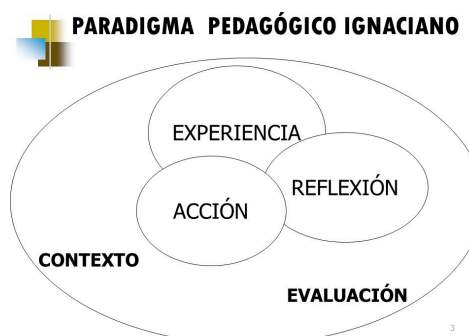 PARADIGMA PEDAGÓGICO IGNACIANO
EXPERIENCIA
REFLEXIÓN
ACCIÓN
CONTEXTO
EVALUACIÓN
3